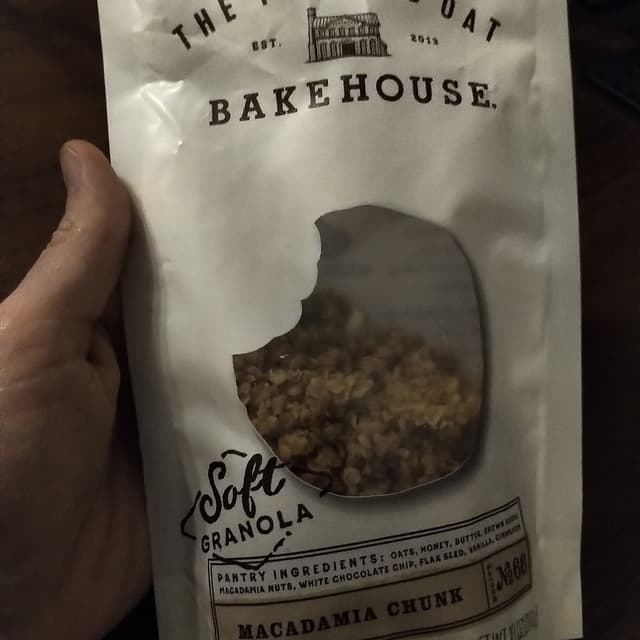 THE
OAT
EST. 2013
BAKEHOUSE.
Soft
GRANOLA
PANTRY INGREDIENTS: OATS, HONEY, BUTTER, BROWN SUGAR,
MACADAMIA NUTS, WHITE CHOCOLATE CHIP, FLAX SEED, VANILLA, CINNAMON
MACADAMIA CHUNK